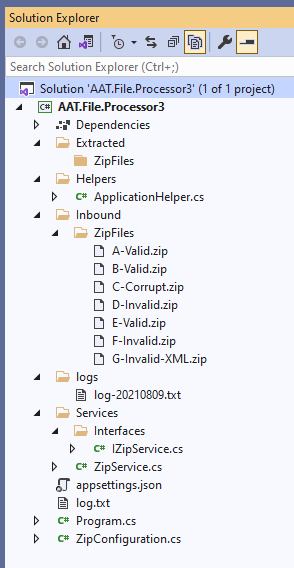 Solution Explorer
Search Solution Explorer (Ctrl+;)
Solution 'AAT.File.Processor3' (1 of 1 project)
C# AAT.File.Processor3
Dependencies
Extracted
ZipFiles
Helpers
C# ApplicationHelper.cs
Inbound
ZipFiles
A-Valid.zip
B-Valid.zip
C-Corrupt.zip
D-Invalid.zip
E-Valid.zip
F-Invalid.zip
G-Invalid-XML.zip
logs
log-20210809.txt
Services
Interfaces
C# IZipService.cs
C# ZipService.cs
appsettings.json
log.txt
C# Program.cs
C# ZipConfiguration.cs